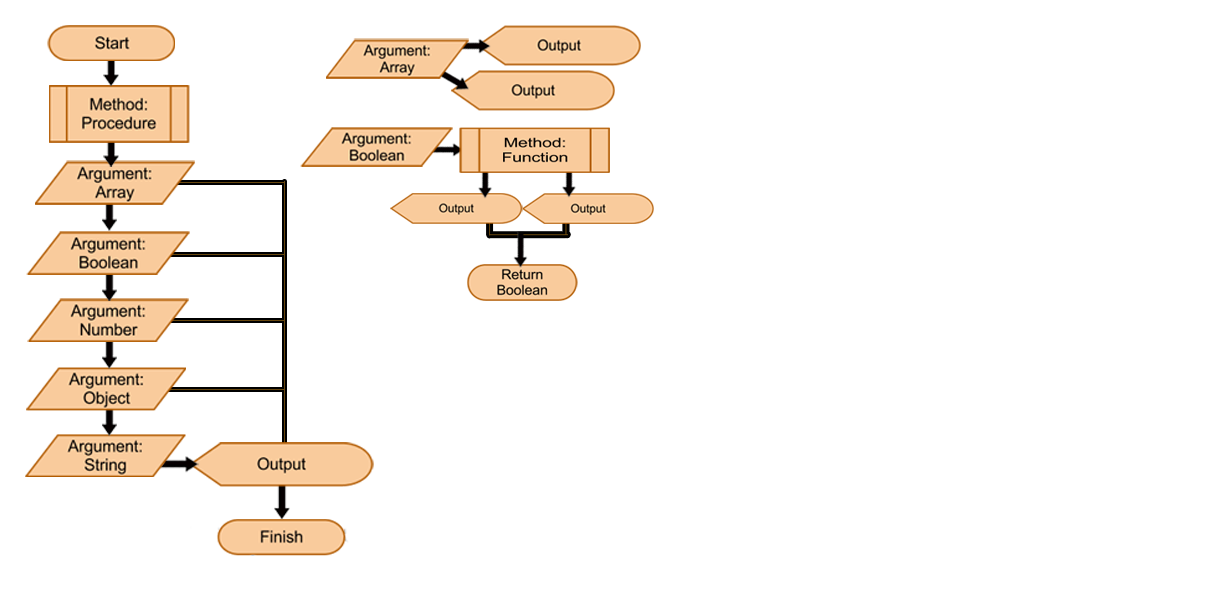 Start
Method:
Procedure
Argument:
Array
Argument:
Boolean
Argument:
Number
Argument:
Object
Argument:
String
Output
Finish
Argument:
Array
Output
Output
Argument:
Boolean
Method:
Function
Output
Output
Return
Boolean